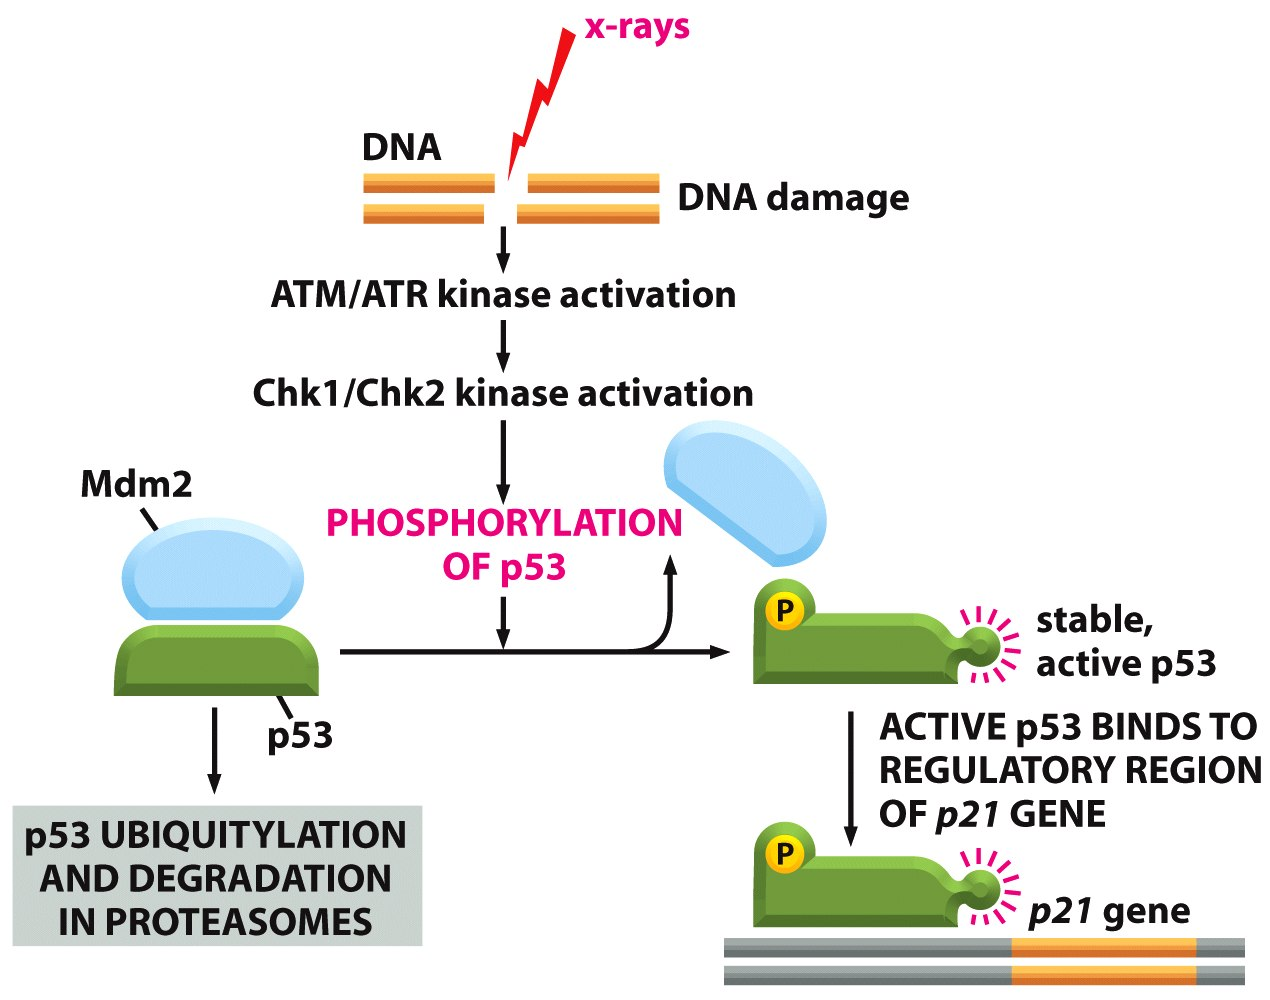 x-rays
DNA
DNA damage
ATM/ATR kinase activation
Chk1/Chk2 kinase activation
Mdm2
PHOSPHORYLATION
OF p53
P
stable,
active p53
p53
ACTIVE p53 BINDS TO
REGULATORY REGION
OF p21 GENE
p53 UBIQUITYLATION
AND DEGRADATION
IN PROTEASOMES
P
p21 gene